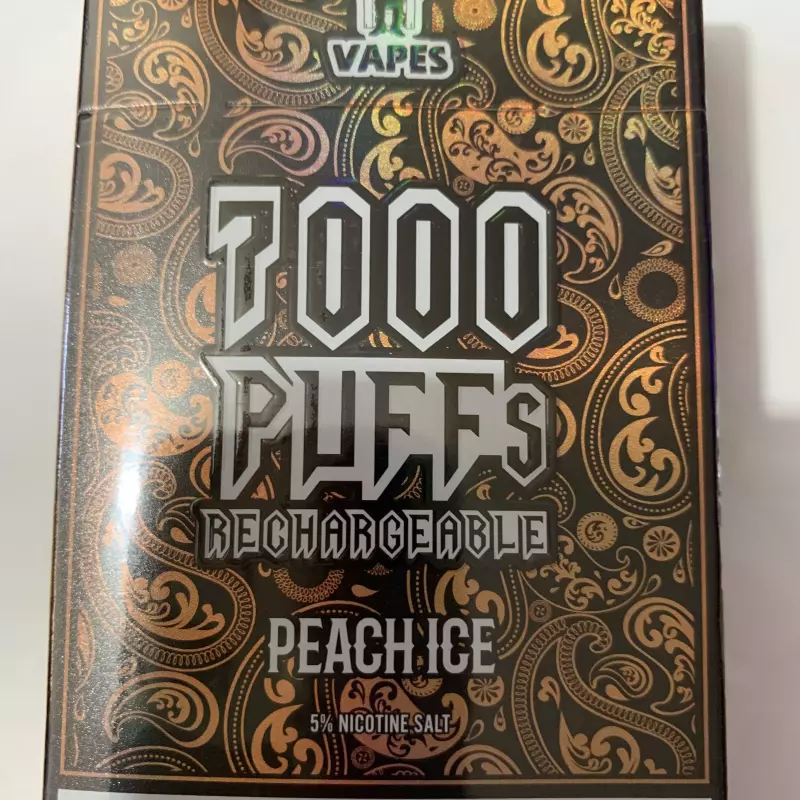 VAPES
7000
PUFFS
RECHARGEABLE
PEACH ICE
5% NICOTINE SALT